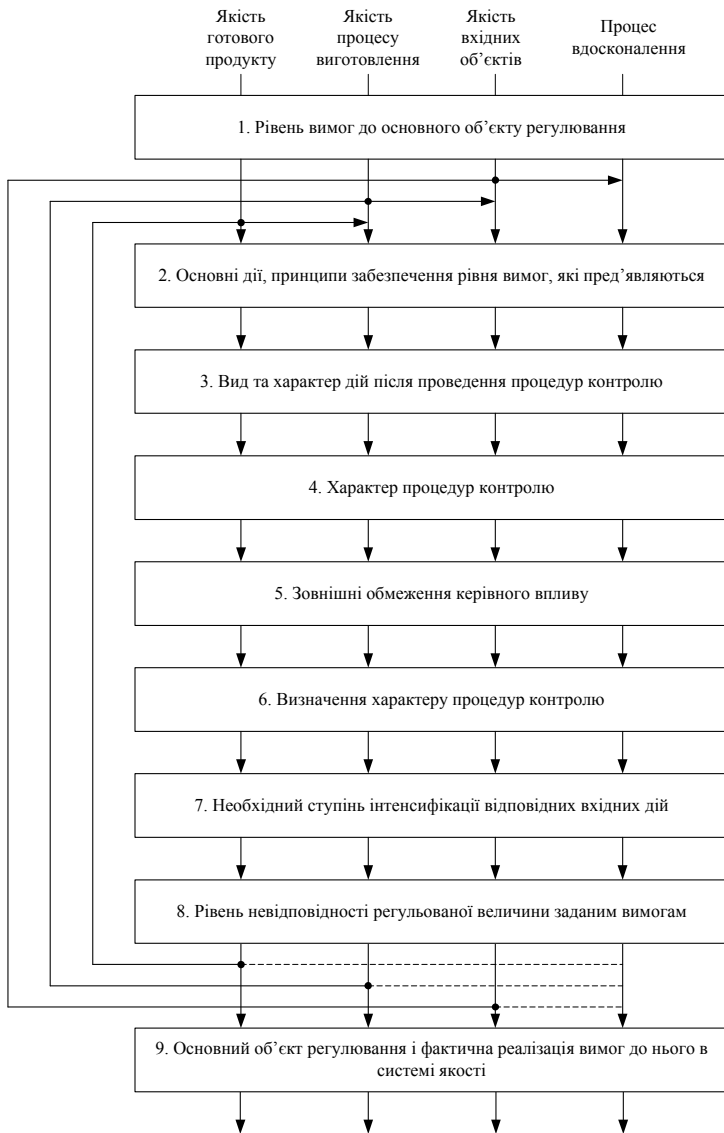 Якість
готового
продукту
Якість
процесу
виготовлення
Якість
вхідних
об’єктів
Процес
вдосконалення
1. Рівень вимог до основного об’єкту регулювання
2. Основні дії, принципи забезпечення рівня вимог, які пред’являються
3. Вид та характер дій після проведення процедур контролю
4. Характер процедур контролю
5. Зовнішні обмеження керівного впливу
6. Визначення характеру процедур контролю
7. Необхідний ступінь інтенсифікації відповідних вхідних дій
8. Рівень невідповідності регульованої величини заданим вимогам
9. Основний об’єкт регулювання і фактична реалізація вимог до нього в
системі якості